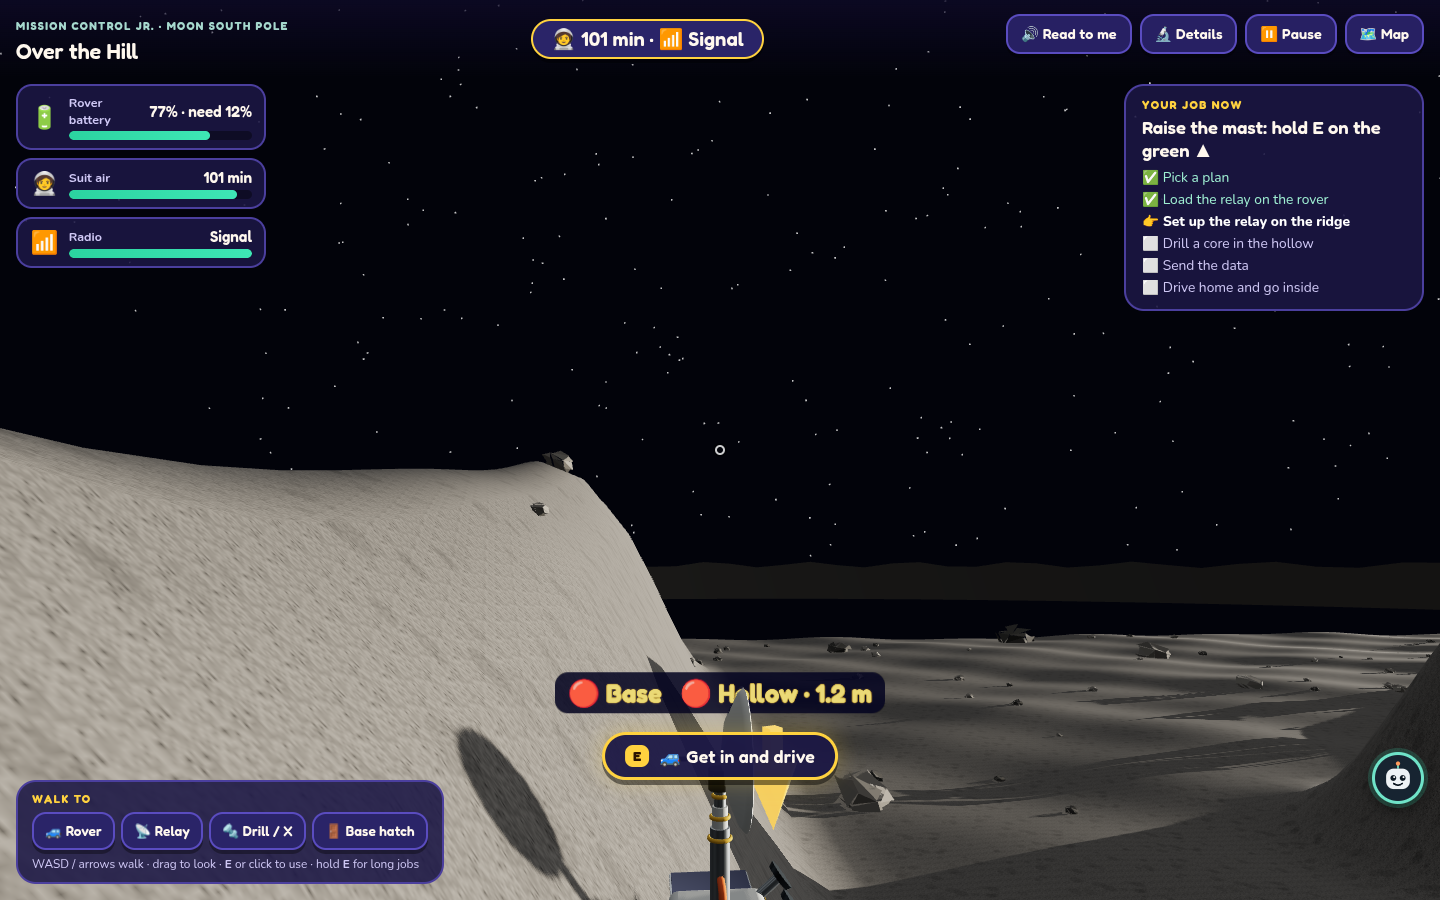 MISSION CONTROL JR. · MOON SOUTH POLE
Over the Hill
101 min · Signal
Read to me
Details
Pause
Map
Rover battery
77% · need 12%
Suit air
101 min
Radio
Signal
YOUR JOB NOW
Raise the mast: hold E on the
green ▲
Pick a plan
Load the relay on the rover
Set up the relay on the ridge
Drill a core in the hollow
Send the data
Drive home and go inside
Base Hollow · 1.2 m
E Get in and drive
WALK TO
Rover
Relay
Drill / X
Base hatch
WASD / arrows walk · drag to look · E or click to use · hold E for long jobs